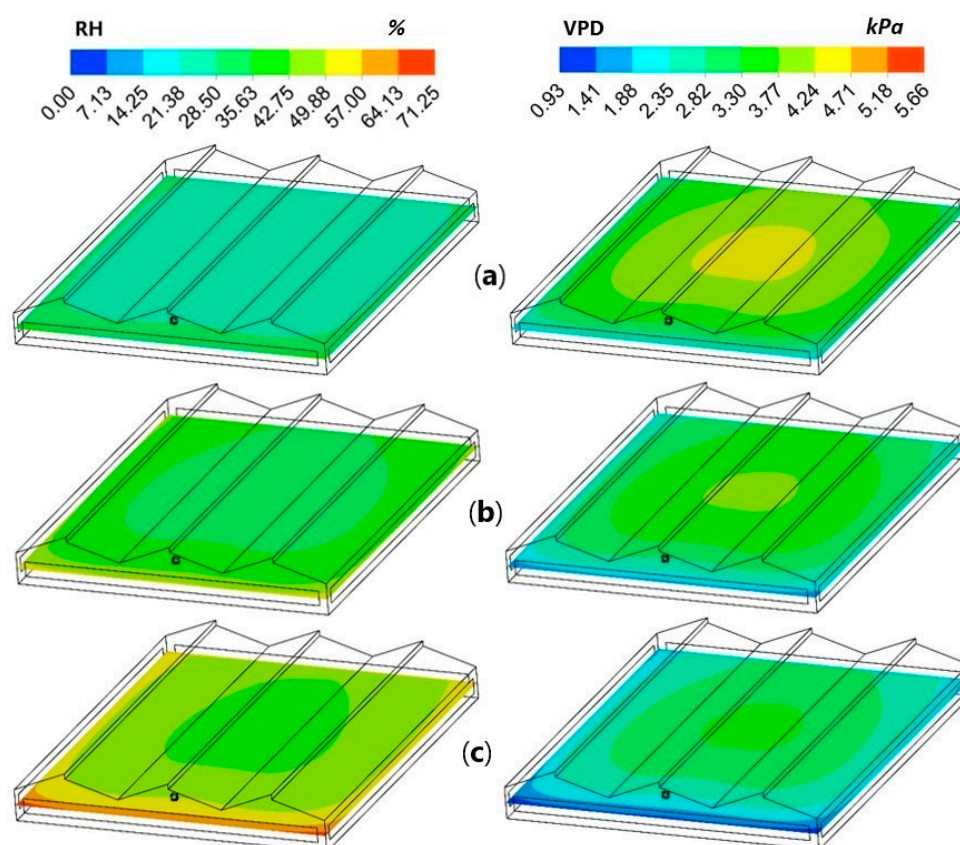 RH %
0.00 7.13 14.25 21.38 28.50 35.63 42.75 49.88 57.00 64.13 71.25
VPD kPa
0.93 1.41 1.88 2.35 2.82 3.30 3.77 4.24 4.71 5.18 5.66
(a)
(b)
(c)